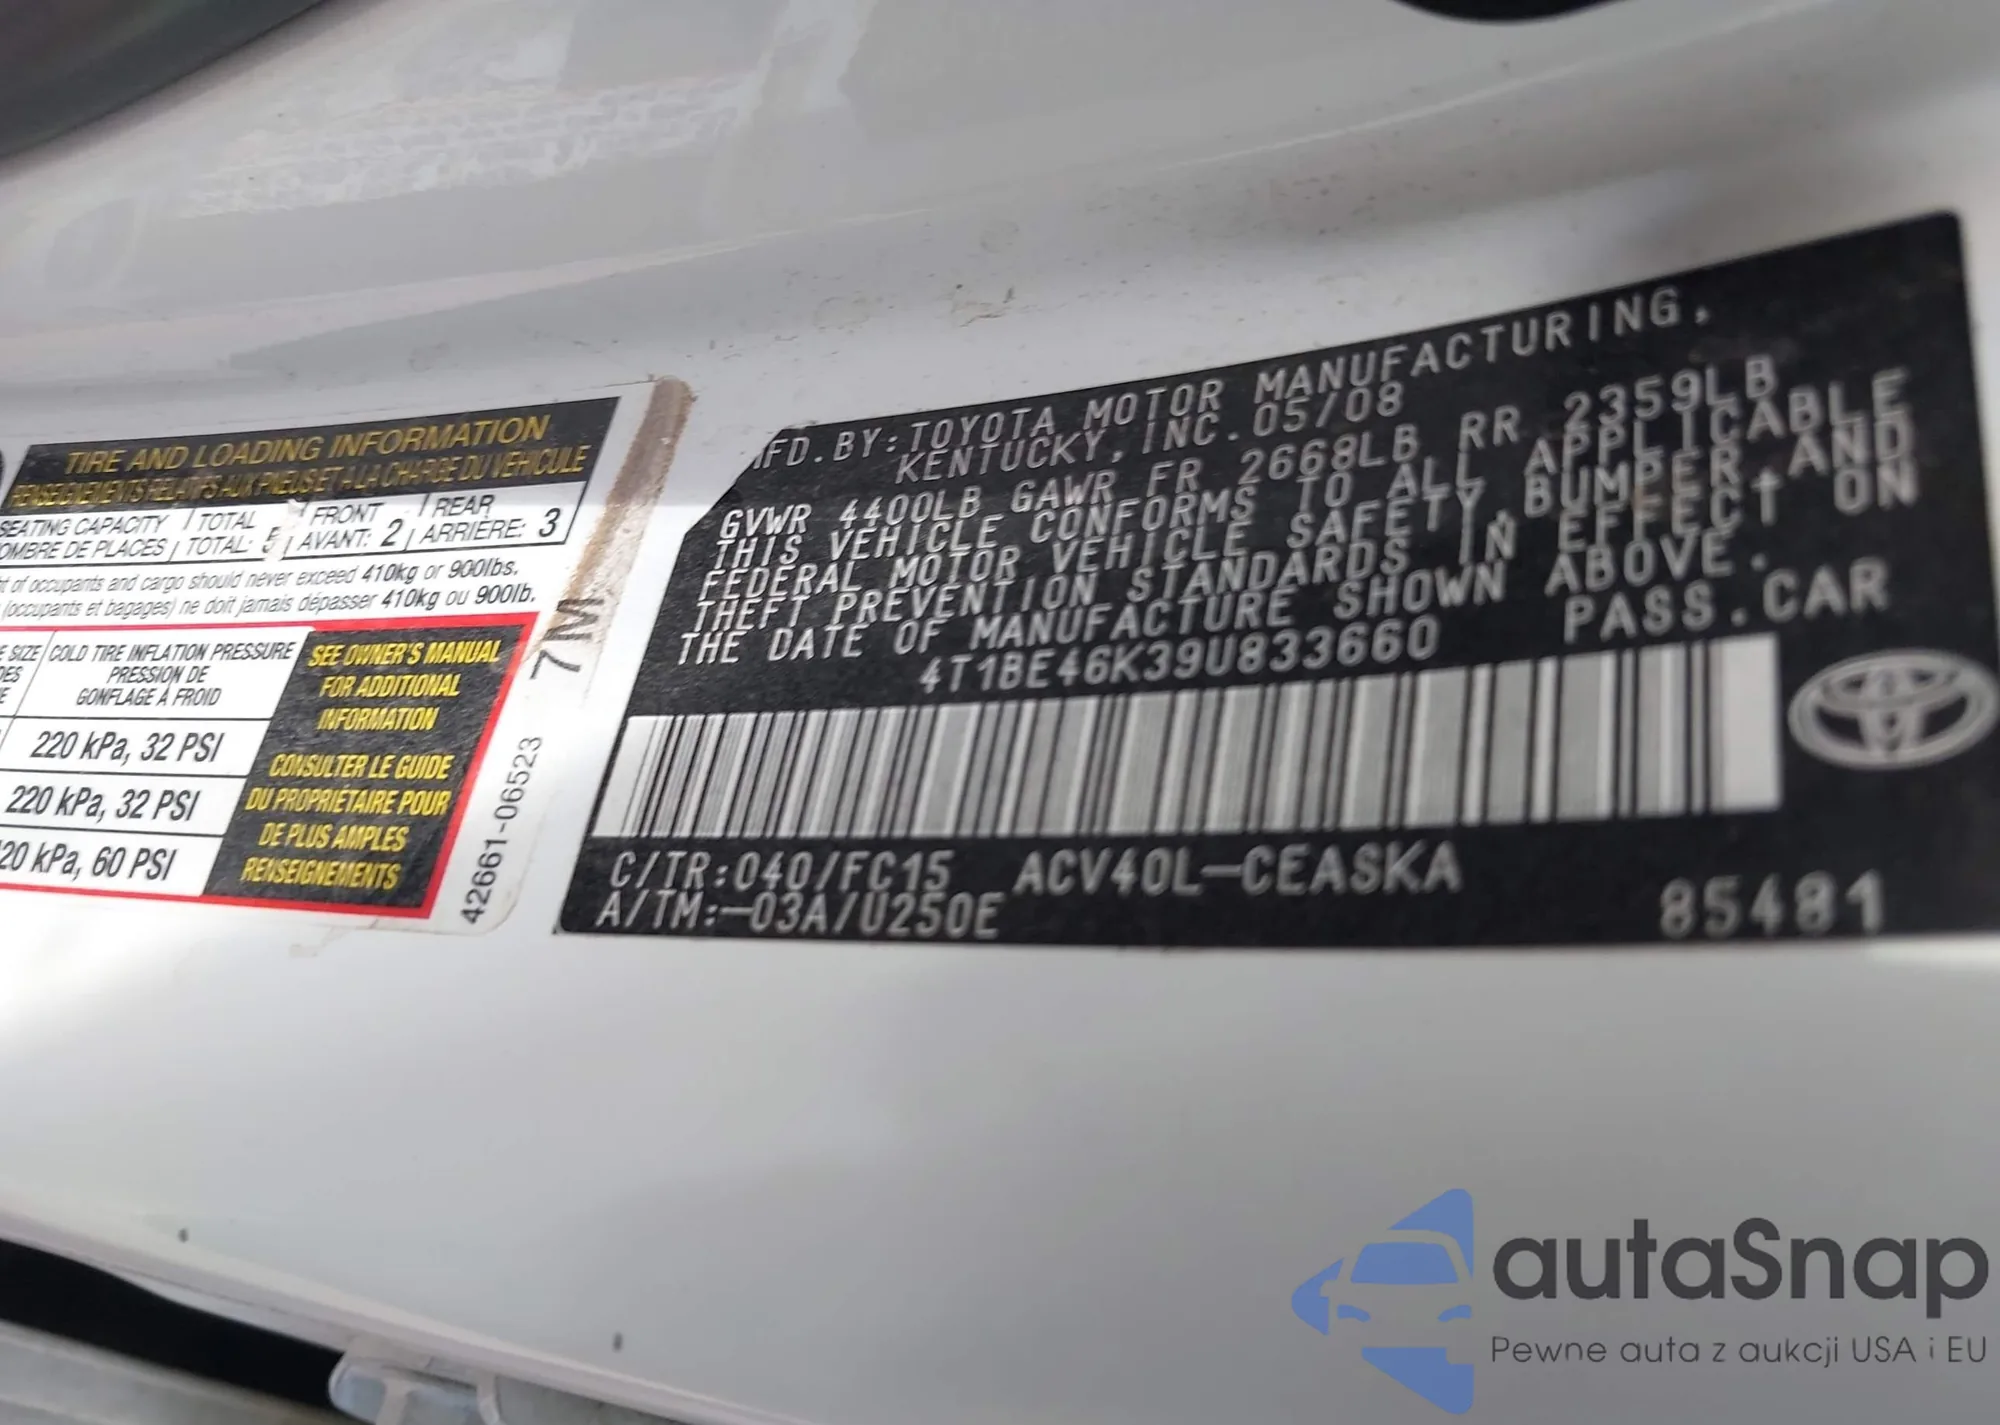 TIRE AND LOADING INFORMATION
RENSEIGNEMENTS RELATIFS AUX PNEUS ET A LA CHARGE DU VÉHICULE
SEATING CAPACITY TOTAL FRONT REAR
OMBRE DE PLACES TOTAL: 5 AVANT: 2 ARRIÈRE: 3
t of occupants and cargo should never exceed 410kg or 900lbs.
(occupants et bagages) ne doit jamais dépasser 410kg ou 900lb.
E SIZE COLD TIRE INFLATION PRESSURE
PRESSION DE
GONFLAGE À FROID
220 kPa, 32 PSI
220 kPa, 32 PSI
20 kPa, 60 PSI
SEE OWNER'S MANUAL
FOR ADDITIONAL
INFORMATION
CONSULTER LE GUIDE
DU PROPRIÉTAIRE POUR
DE PLUS AMPLES
RENSEIGNEMENTS
7M
42661-06523
FD. BY: TOYOTA MOTOR MANUFACTURING,
KENTUCKY, INC. 05/08
GVWR 4400LB GAWR FR 2668LB RR 2359LB
THIS VEHICLE CONFORMS TO ALL APPLICABLE
FEDERAL MOTOR VEHICLE SAFETY, BUMPER AND
THEFT PREVENTION STANDARDS IN EFFECT ON
THE DATE OF MANUFACTURE SHOWN ABOVE.
4T1BE46K39U833660 PASS. CAR
C/TR:040/FC15 ACV40L-CEASKA
A/TM:-03A/U250E 85481
autaSnap
Pewne auta z aukcji USA i EU